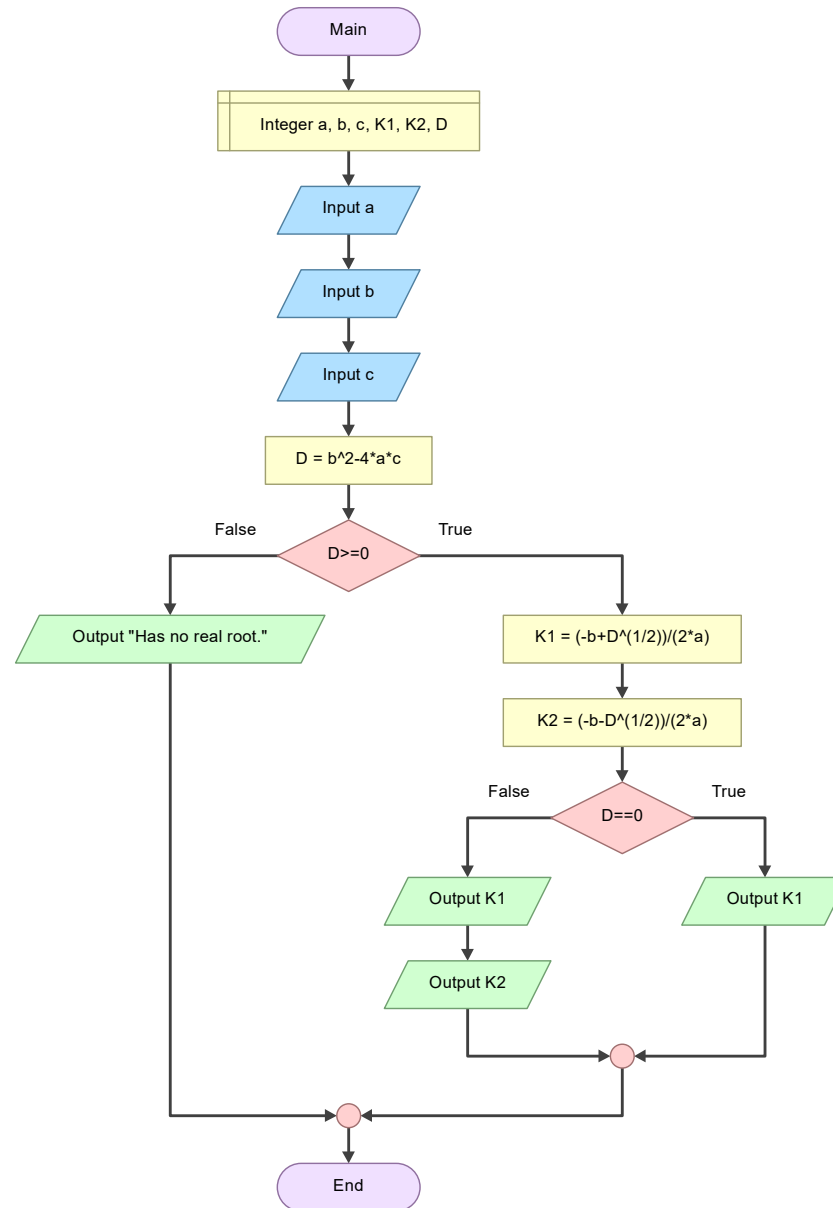 Main
Integer a, b, c, K1, K2, D
Input a
Input b
Input c
D = b^2-4*a*c
False
True
D>=0
Output "Has no real root."
K1 = (-b+D^(1/2))/(2*a)
K2 = (-b-D^(1/2))/(2*a)
False
True
D==0
Output K1
Output K1
Output K2
End